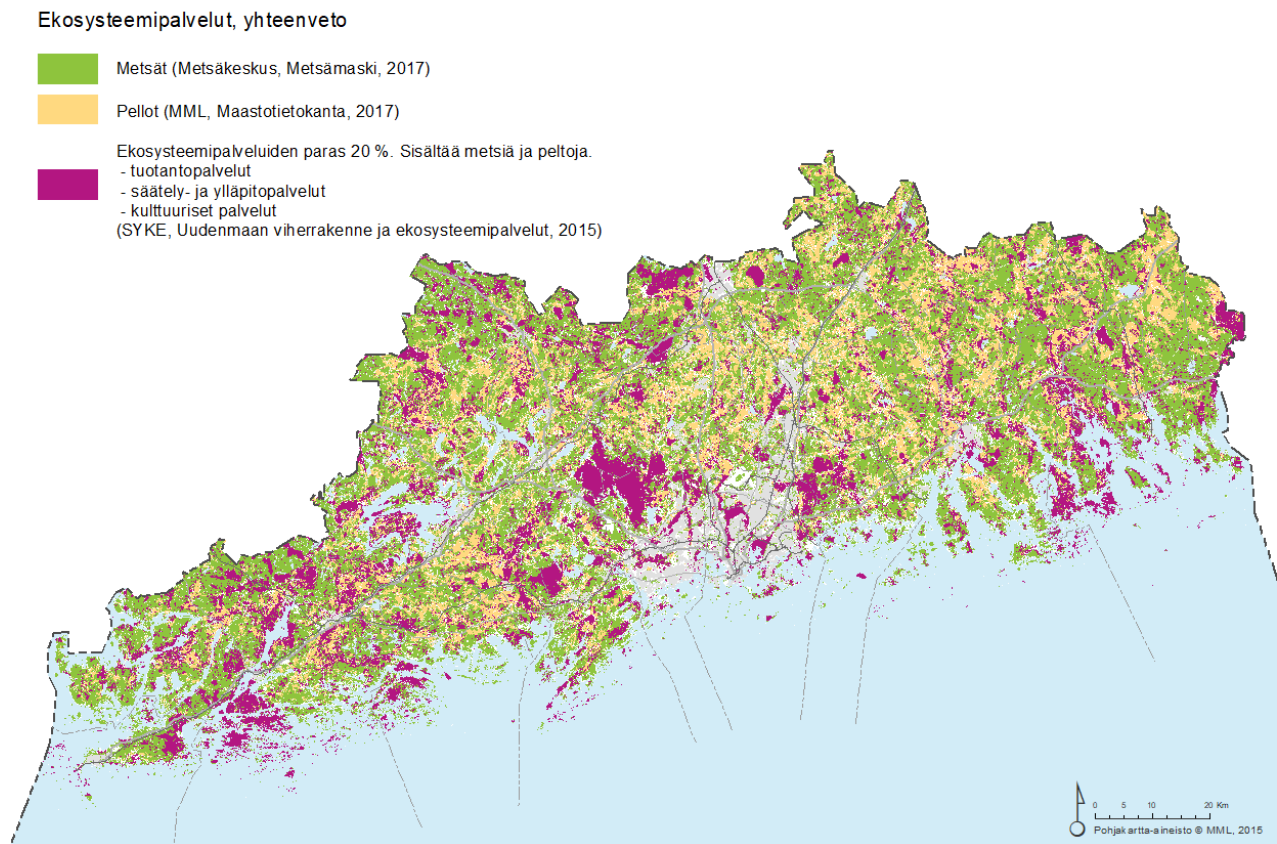 Ekosysteemipalvelut, yhteenveto
Metsät (Metsäkeskus, Metsämaski, 2017)
Pellot (MML, Maastotietokanta, 2017)
Ekosysteemipalveluiden paras 20 %. Sisältää metsiä ja peltoja.
- tuotantopalvelut
- säätely- ja ylläpitopalvelut
- kulttuuriset palvelut
(SYKE, Uudenmaan viherrakenne ja ekosysteemipalvelut, 2015)
0 5 10 20 Km
Pohjakartta-aineisto © MML, 2015